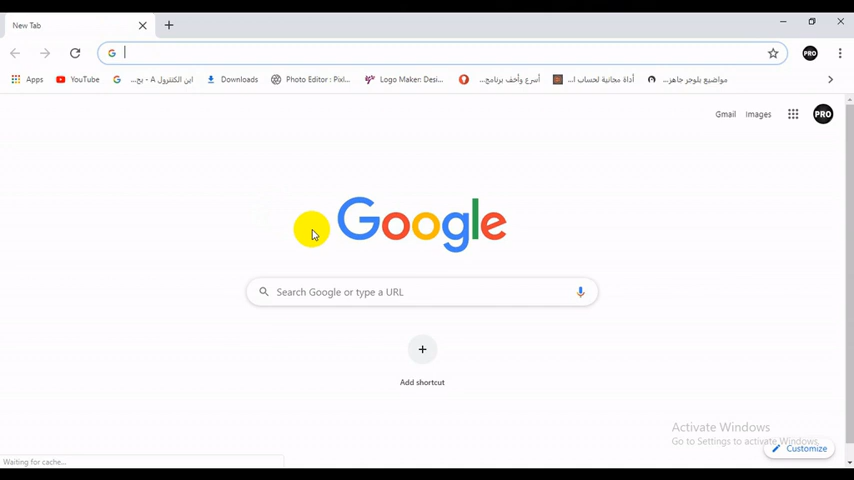 New Tab
Apps
YouTube
اين الكنترول A - بح...
Downloads
Photo Editor : Pixl...
Logo Maker: Desi...
أسرع وأخف برنامج...
أداة مجانية لحساب ا...
مواضيع بلوجر جاهز...
PRO
Gmail
Images
PRO
Google
Search Google or type a URL
Add shortcut
Activate Windows
Go to Settings to activate Windows.
Customize
Waiting for cache...